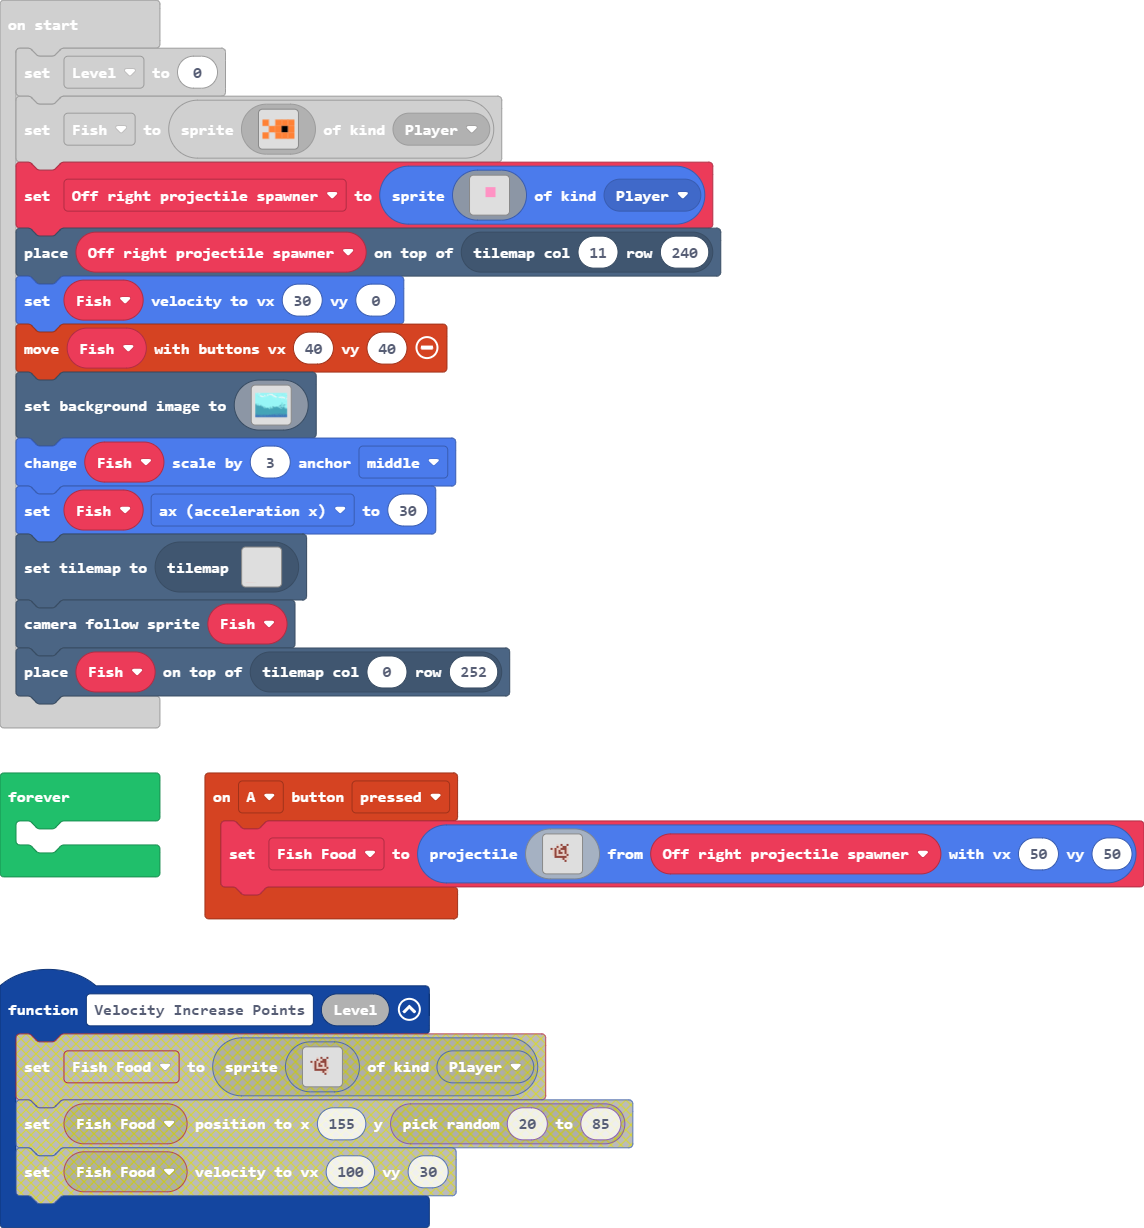 on start
set Level to 0
set Fish to sprite of kind Player
set Off right projectile spawner to sprite of kind Player
place Off right projectile spawner on top of tilemap col 11 row 240
set Fish velocity to vx 30 vy 0
move Fish with buttons vx 40 vy 40
set background image to
change Fish scale by 3 anchor middle
set Fish ax (acceleration x) to 30
set tilemap to tilemap
camera follow sprite Fish
place Fish on top of tilemap col 0 row 252
forever
on A button pressed
set Fish Food to projectile from Off right projectile spawner with vx 50 vy 50
function Velocity Increase Points Level
set Fish Food to sprite of kind Player
set Fish Food position to x 155 y pick random 20 to 85
set Fish Food velocity to vx 100 vy 30